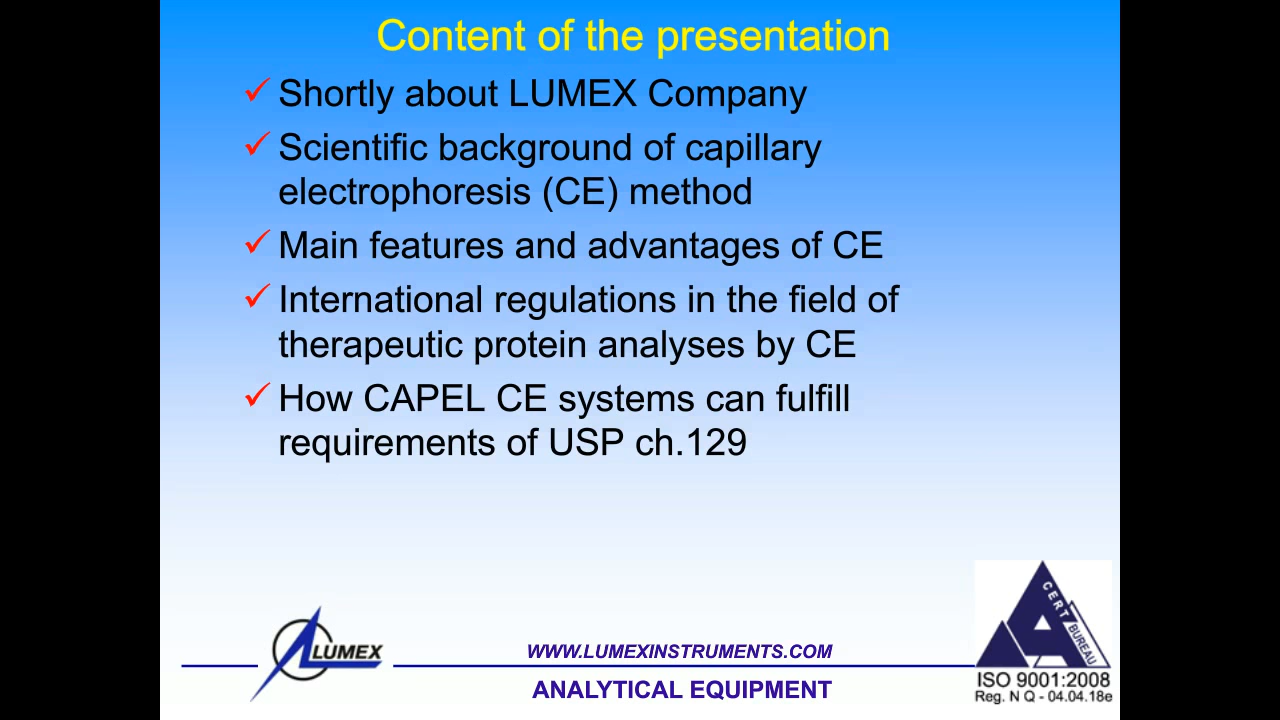 Content of the presentation
Shortly about LUMEX Company
Scientific background of capillary
electrophoresis (CE) method
Main features and advantages of CE
International regulations in the field of
therapeutic protein analyses by CE
How CAPEL CE systems can fulfill
requirements of USP ch.129
LUMEX
WWW.LUMEXINSTRUMENTS.COM
ANALYTICAL EQUIPMENT
CERT
BUREAU
ISO 9001:2008
Reg. N Q - 04.04.18e